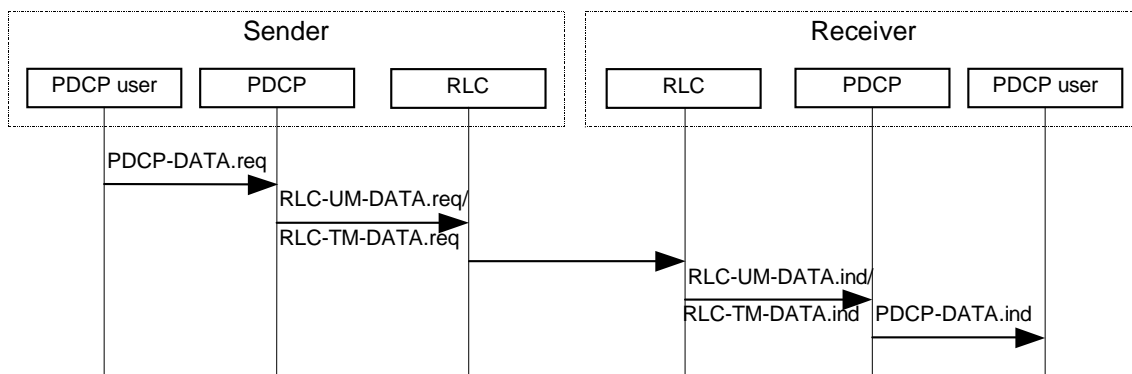 Sender
Receiver
PDCP user
PDCP
RLC
RLC
PDCP
PDCP user
PDCP-DATA.req
RLC-UM-DATA.req/
RLC-TM-DATA.req
RLC-UM-DATA.ind/
RLC-TM-DATA.ind
PDCP-DATA.ind